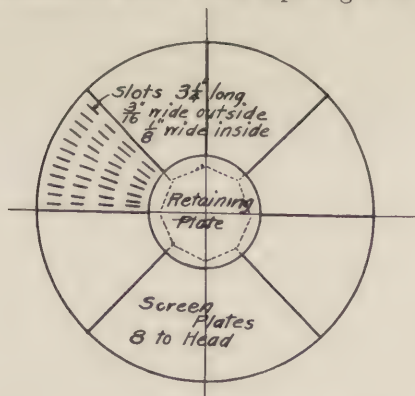 Slots 3¼" long
3/16" wide outside
1/8" wide inside
Retaining
Plate
Screen
Plates
8 to Head